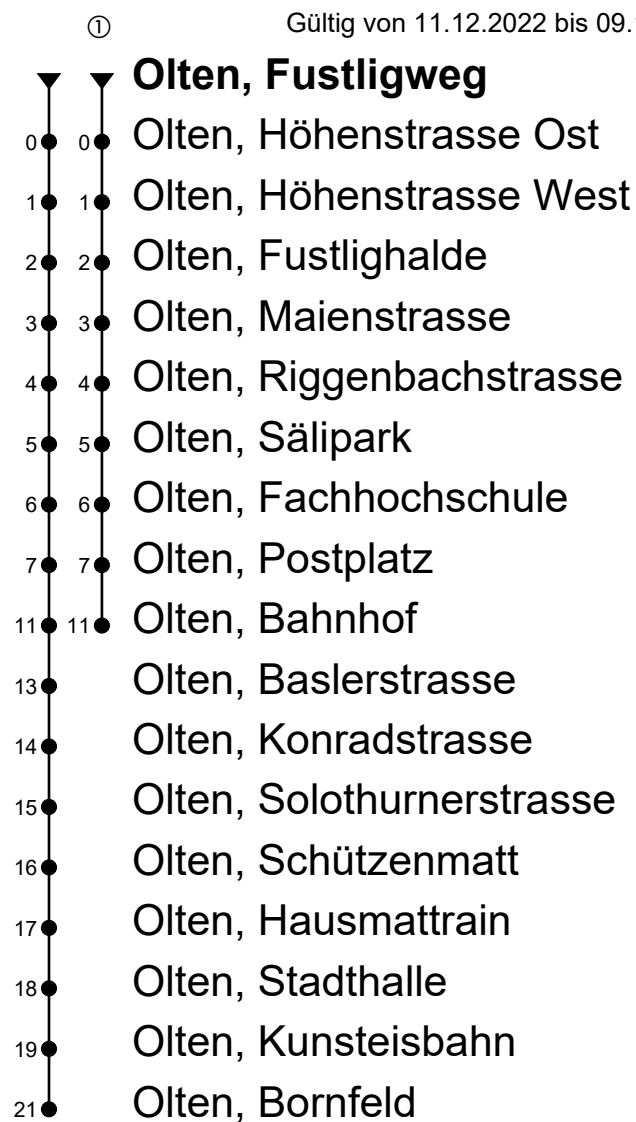 ① Gültig von 11.12.2022 bis 09.
Olten, Fustligweg
0 0 Olten, Höhenstrasse Ost
1 1 Olten, Höhenstrasse West
2 2 Olten, Fustlighalde
3 3 Olten, Maienstrasse
4 4 Olten, Riggenbachstrasse
5 5 Olten, Sälipark
6 6 Olten, Fachhochschule
7 7 Olten, Postplatz
11 11 Olten, Bahnhof
13 Olten, Baslerstrasse
14 Olten, Konradstrasse
15 Olten, Solothurnerstrasse
16 Olten, Schützenmatt
17 Olten, Hausmattrain
18 Olten, Stadthalle
19 Olten, Kunsteisbahn
21 Olten, Bornfeld